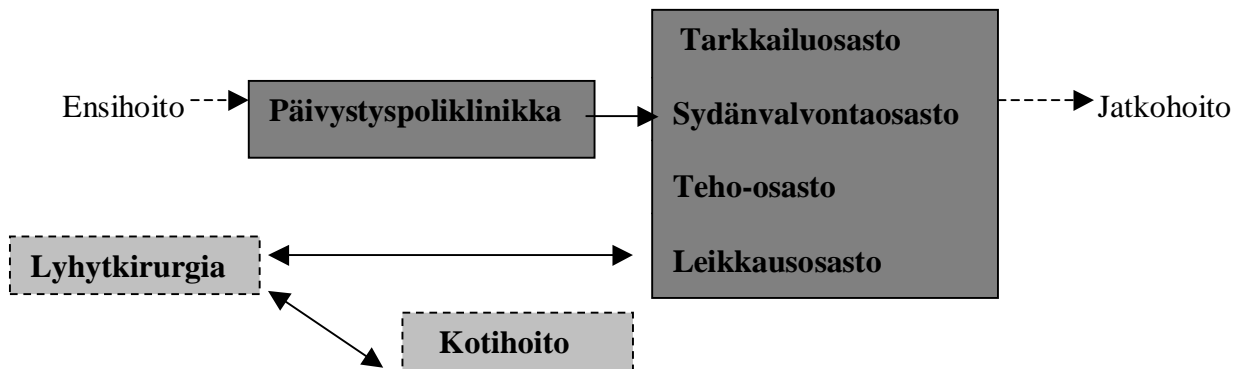 Tarkkailuosasto
Ensihoito
Päivystyspoliklinikka
Sydänvalvontaosasto
Jatkohoito
Teho-osasto
Lyhytkirurgia
Leikkausosasto
Kotihoito